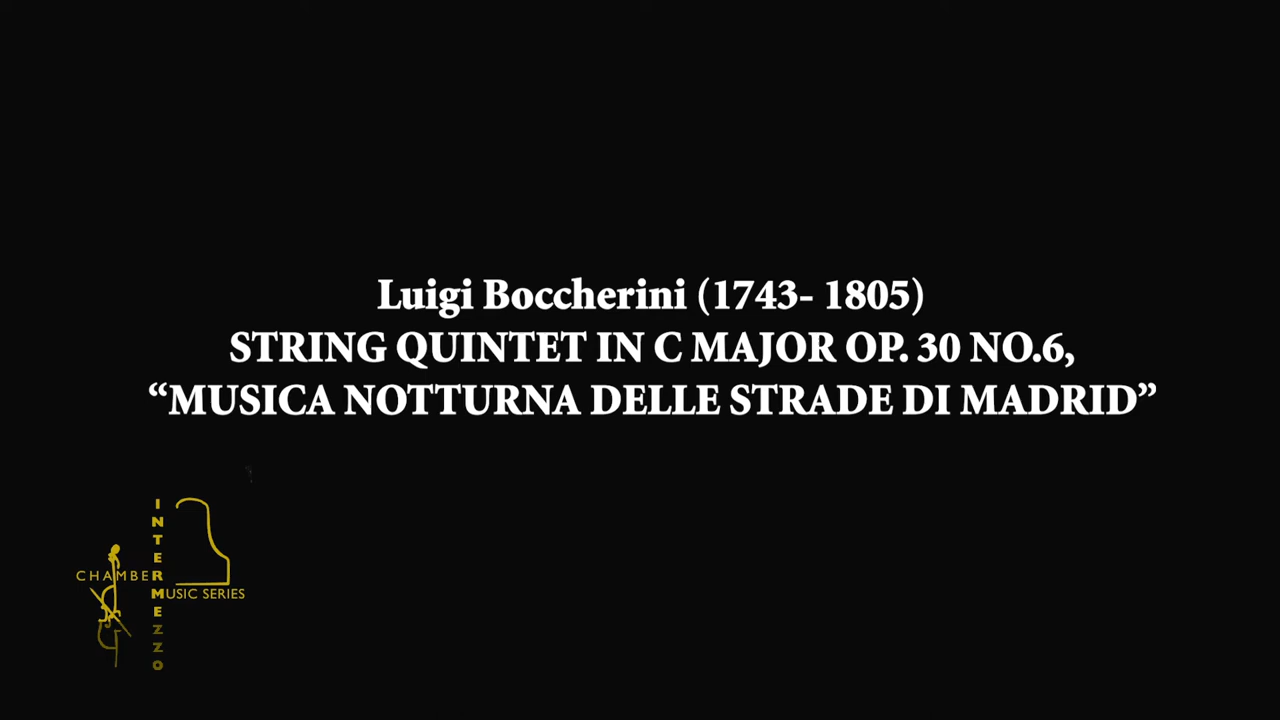 Luigi Boccherini (1743- 1805)
STRING QUINTET IN C MAJOR OP. 30 NO.6,
“MUSICA NOTTURNA DELLE STRADE DI MADRID”
INTERMEZZO
CHAMBER
MUSIC SERIES